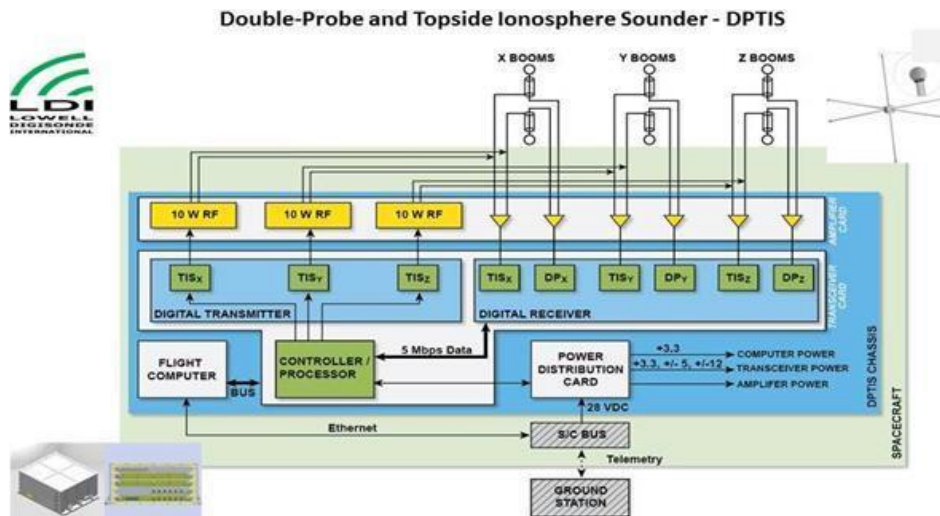 Double-Probe and Topside Ionosphere Sounder - DPTIS
LDI
LOWELL
DIGISONDE
INTERNATIONAL
X BOOMS
Y BOOMS
Z BOOMS
10 W RF
10 W RF
10 W RF
AMPLIFIER
CARD
TISX
TISY
TISZ
DIGITAL TRANSMITTER
TISX
DPX
TISY
DPY
TISZ
DPZ
DIGITAL RECEIVER
TRANSCEIVER
CARD
5 Mbps Data
FLIGHT
COMPUTER
BUS
CONTROLLER /
PROCESSOR
POWER
DISTRIBUTION
CARD
+3.3
COMPUTER POWER
+3.3, +/- 5, +/-12
TRANSCEIVER POWER
AMPLIFER POWER
28 VDC
DPTIS CHASSIS
SPACECRAFT
Ethernet
S/C BUS
Telemetry
GROUND
STATION